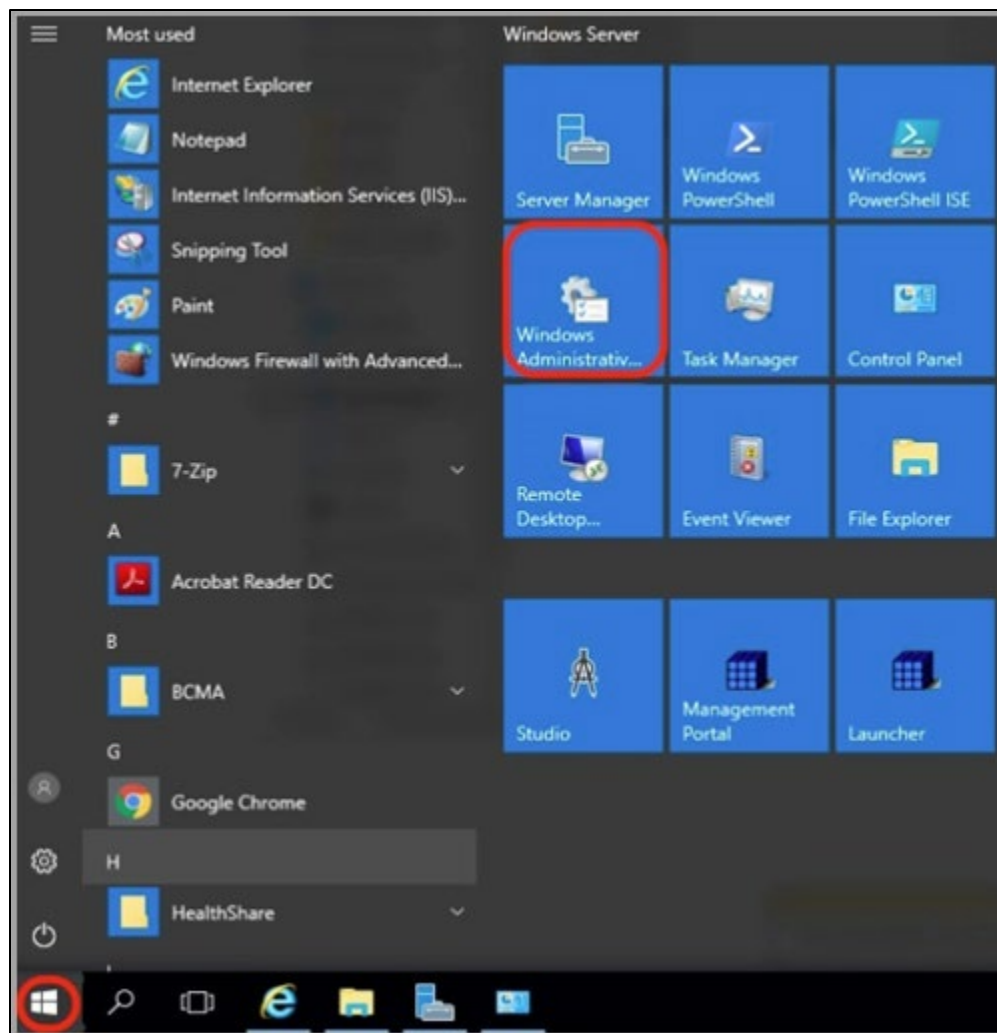 Most used
Internet Explorer
Notepad
Internet Information Services (IIS)...
Snipping Tool
Paint
Windows Firewall with Advanced...
#
7-Zip
A
Acrobat Reader DC
B
BCMA
G
Google Chrome
H
HealthShare
Windows Server
Server Manager
Windows
PowerShell
Windows
PowerShell ISE
Windows
Administrativ...
Task Manager
Control Panel
Remote
Desktop...
Event Viewer
File Explorer
Studio
Management
Portal
Launcher